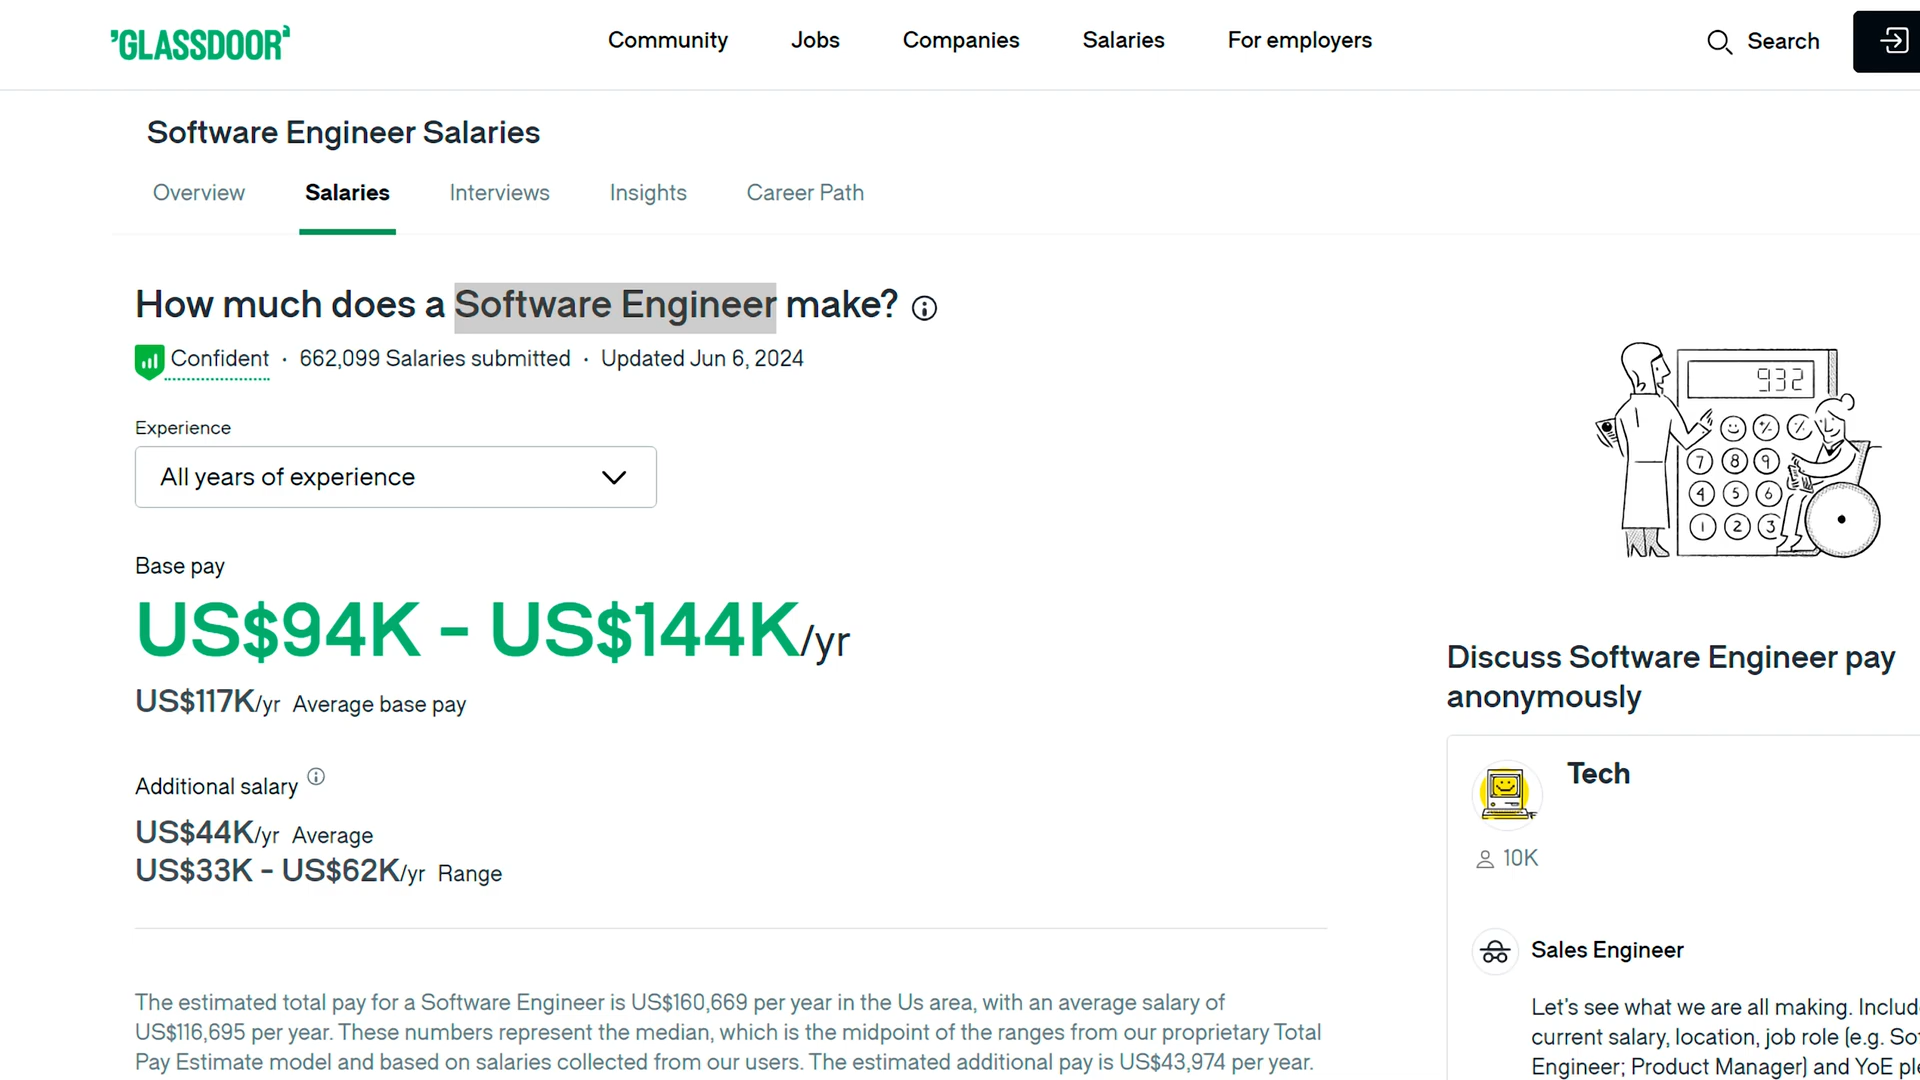 GLASSDOOR
Community
Jobs
Companies
Salaries
For employers
Search
Software Engineer Salaries
Overview
Salaries
Interviews
Insights
Career Path
How much does a Software Engineer make?
Confident · 662,099 Salaries submitted · Updated Jun 6, 2024
Experience
All years of experience
Base pay
US$94K - US$144K/yr
US$117K/yr Average base pay
Additional salary
US$44K/yr Average
US$33K - US$62K/yr Range
The estimated total pay for a Software Engineer is US$160,669 per year in the Us area, with an average salary of
US$116,695 per year. These numbers represent the median, which is the midpoint of the ranges from our proprietary Total
Pay Estimate model and based on salaries collected from our users. The estimated additional pay is US$43,974 per year.
932
% %
7 8 9
4 5 6
1 2 3
Discuss Software Engineer pay
anonymously
Tech
10K
Sales Engineer
Let's see what we are all making. Includ
current salary, location, job role (e.g. So
Engineer; Product Manager) and YoE ple